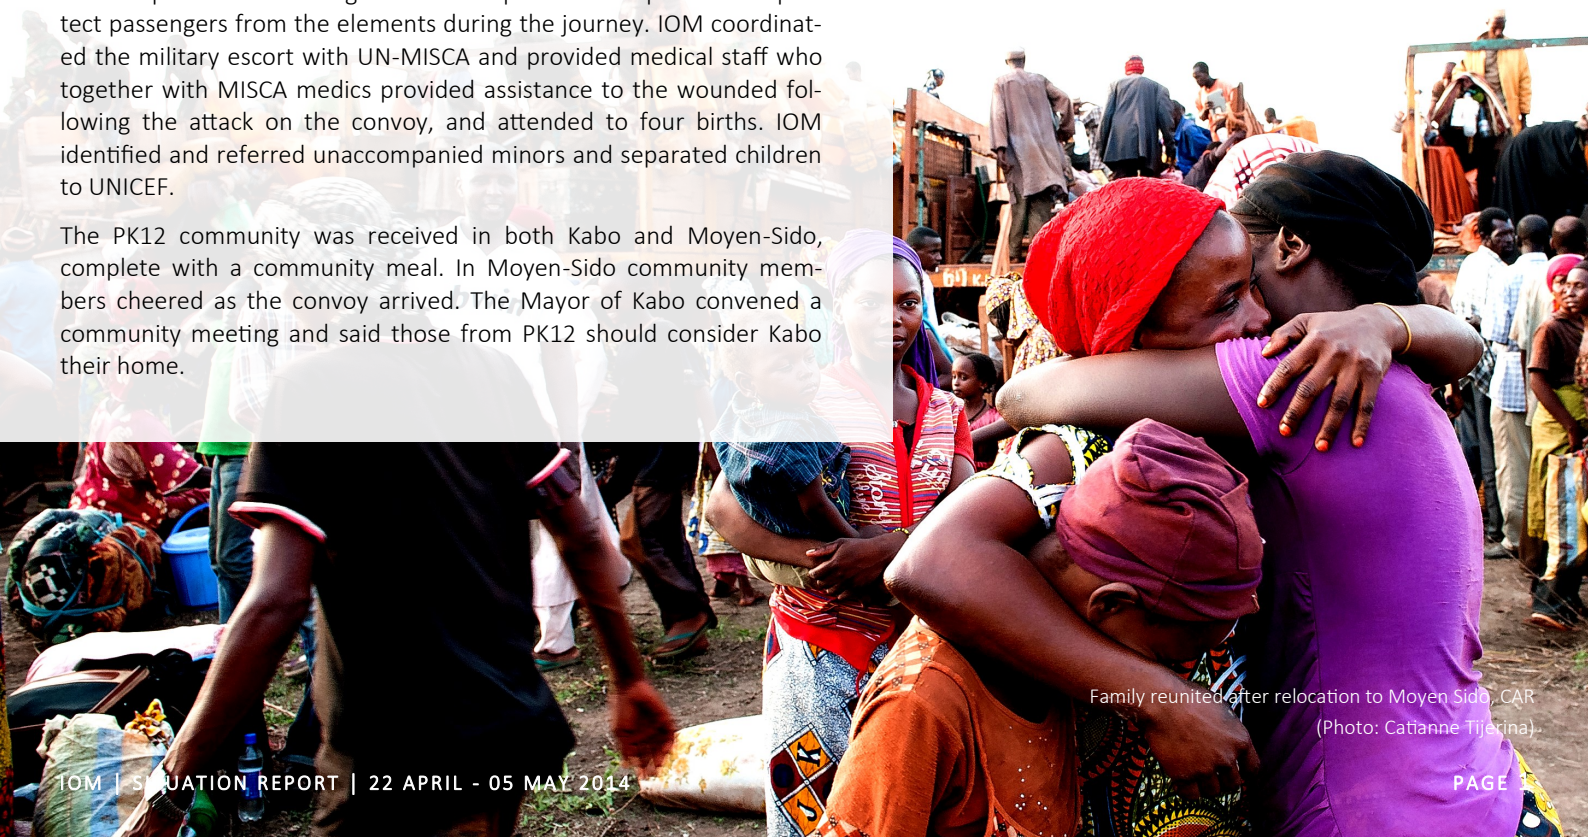 tect passengers from the elements during the journey. IOM coordinat-
ed the military escort with UN-MISCA and provided medical staff who
together with MISCA medics provided assistance to the wounded fol-
lowing the attack on the convoy, and attended to four births. IOM
identified and referred unaccompanied minors and separated children
to UNICEF.
The PK12 community was received in both Kabo and Moyen-Sido,
complete with a community meal. In Moyen-Sido community mem-
bers cheered as the convoy arrived. The Mayor of Kabo convened a
community meeting and said those from PK12 should consider Kabo
their home.
Family reunited after relocation to Moyen Sido, CAR
(Photo: Catianne Tijerina)
IOM | SITUATION REPORT | 22 APRIL - 05 MAY 2014
PAGE